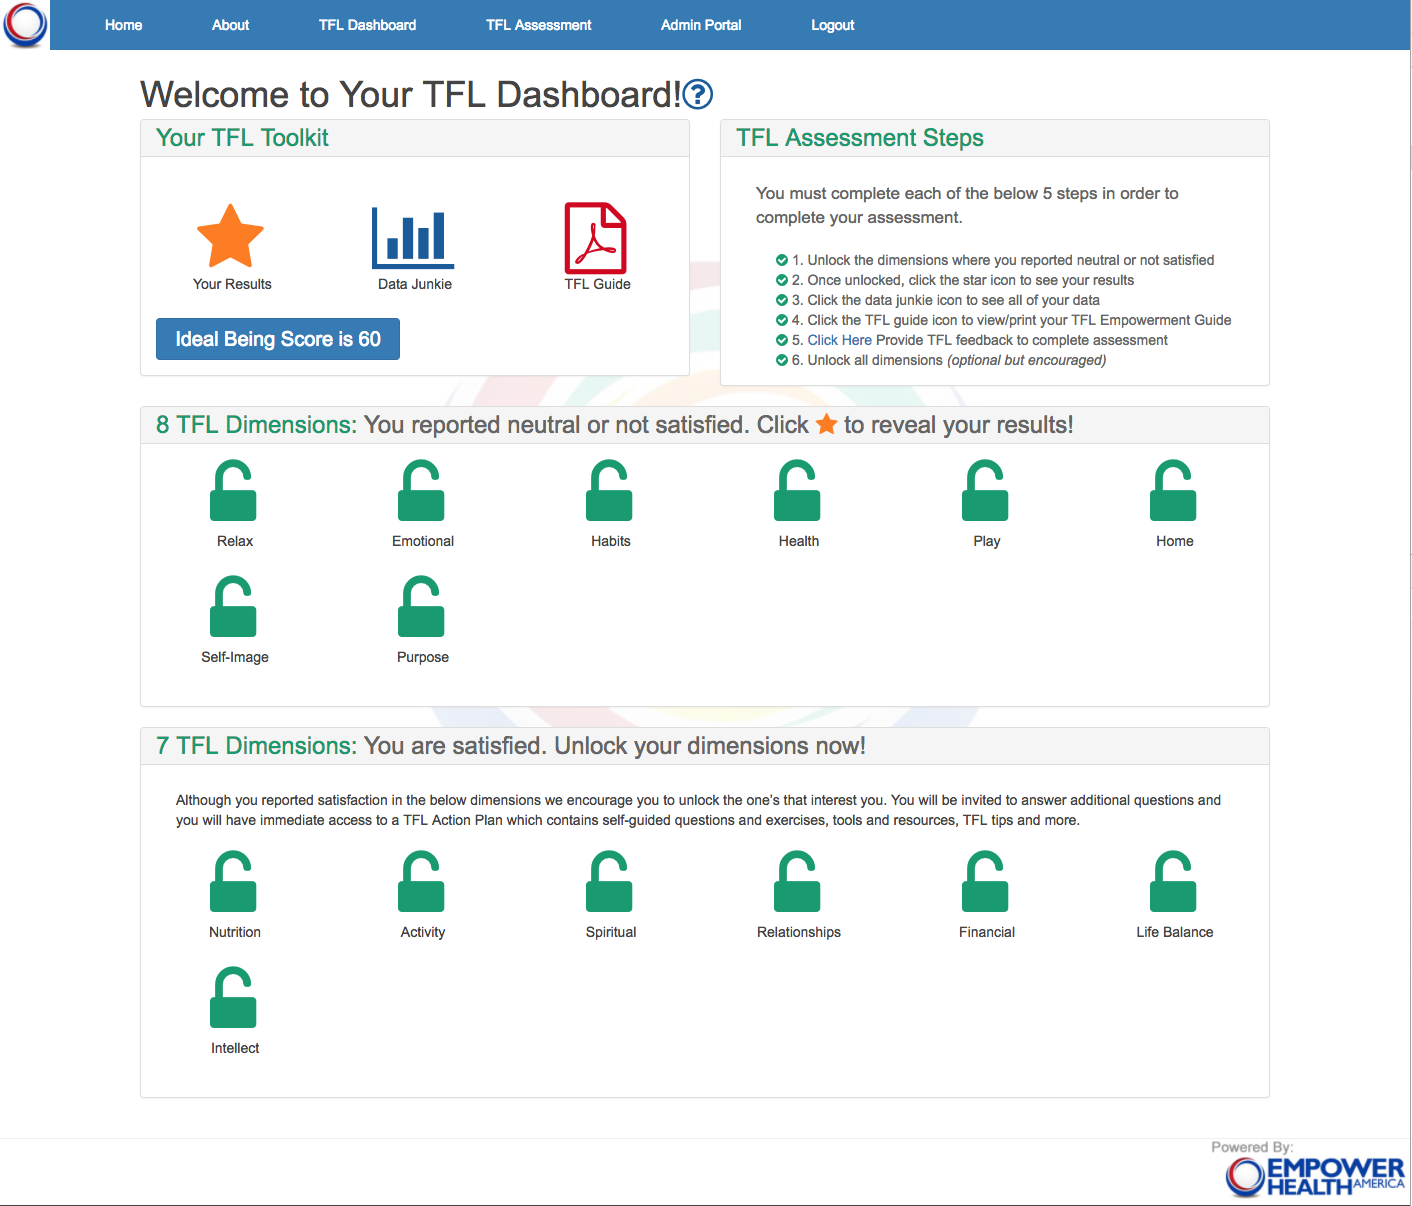 Home About TFL Dashboard TFL Assessment Admin Portal Logout
Welcome to Your TFL Dashboard!?
Your TFL Toolkit
Your Results Data Junkie TFL Guide
Ideal Being Score is 60
TFL Assessment Steps
You must complete each of the below 5 steps in order to
complete your assessment.
1. Unlock the dimensions where you reported neutral or not satisfied
2. Once unlocked, click the star icon to see your results
3. Click the data junkie icon to see all of your data
4. Click the TFL guide icon to view/print your TFL Empowerment Guide
5. Click Here Provide TFL feedback to complete assessment
6. Unlock all dimensions (optional but encouraged)
8 TFL Dimensions: You reported neutral or not satisfied. Click to reveal your results!
Relax Emotional Habits Health Play Home
Self-Image Purpose
7 TFL Dimensions: You are satisfied. Unlock your dimensions now!
Although you reported satisfaction in the below dimensions we encourage you to unlock the one's that interest you. You will be invited to answer additional questions and
you will have immediate access to a TFL Action Plan which contains self-guided questions and exercises, tools and resources, TFL tips and more.
Nutrition Activity Spiritual Relationships Financial Life Balance
Intellect
Powered By:
EMPOWER
HEALTH AMERICA